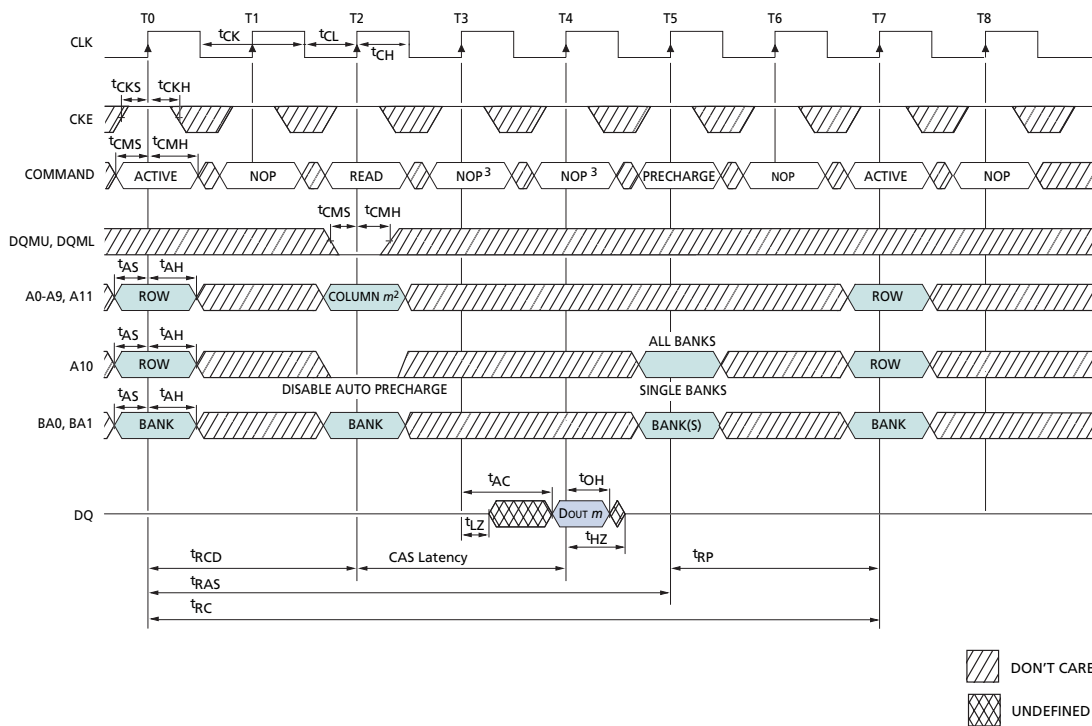 T0 T1 T2 T3 T4 T5 T6 T7 T8
CLK tCK tCL tCH
tCKS tCKH
CKE
tCMS tCMH
COMMAND ACTIVE NOP READ NOP3 NOP3 PRECHARGE NOP ACTIVE NOP
tCMS tCMH
DQMU, DQML
tAS tAH
A0-A9, A11 ROW COLUMN m2 ROW
tAS tAH ALL BANKS
A10 ROW ROW
DISABLE AUTO PRECHARGE SINGLE BANKS
tAS tAH
BA0, BA1 BANK BANK BANK(S) BANK
tAC tOH
DQ DOUT m
tLZ tHZ
tRCD CAS Latency tRP
tRAS
tRC
DON'T CARE
UNDEFINED